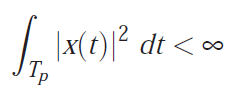 ∫_{T_p} |x(t)|² dt < ∞